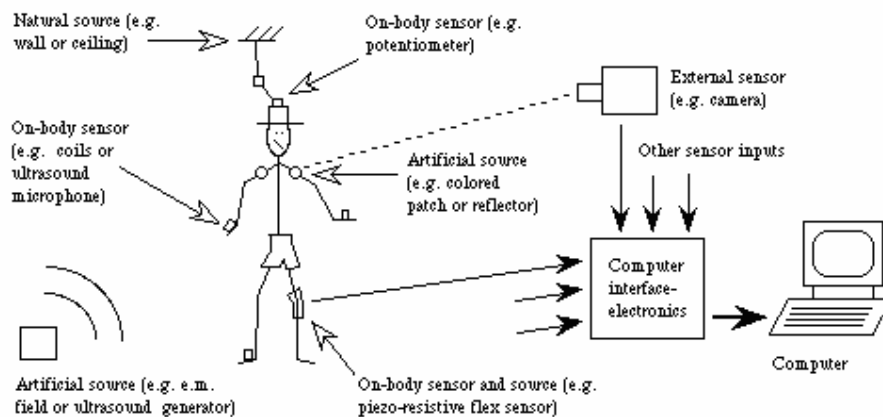 Natural source (e.g.
wall or ceiling)
On-body sensor (e.g.
potentiometer)
External sensor
(e.g. camera)
On-body sensor
(e.g. coils or
ultrasound
microphone)
Other sensor inputs
Artificial source
(e.g. colored
patch or reflector)
Computer
interface-
electronics
Computer
Artificial source (e.g. e.m.
field or ultrasound generator)
On-body sensor and source (e.g.
piezo-resistive flex sensor)